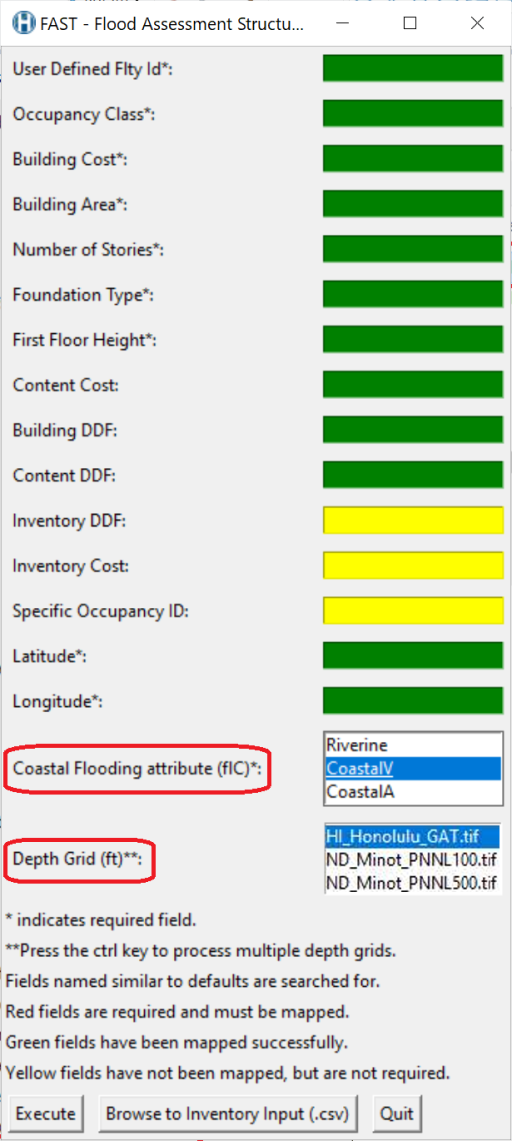 FAST - Flood Assessment Structu...
User Defined Flty Id*:
Occupancy Class*:
Building Cost*:
Building Area*:
Number of Stories*:
Foundation Type*:
First Floor Height*:
Content Cost:
Building DDF:
Content DDF:
Inventory DDF:
Inventory Cost:
Specific Occupancy ID:
Latitude*:
Longitude*:
Coastal Flooding attribute (flC)*:
Riverine
CoastalV
CoastalA
Depth Grid (ft)**:
HI_Honolulu_GAT.tif
ND_Minot_PNNL100.tif
ND_Minot_PNNL500.tif
* indicates required field.
**Press the ctrl key to process multiple depth grids.
Fields named similar to defaults are searched for.
Red fields are required and must be mapped.
Green fields have been mapped successfully.
Yellow fields have not been mapped, but are not required.
Execute Browse to Inventory Input (.csv) Quit